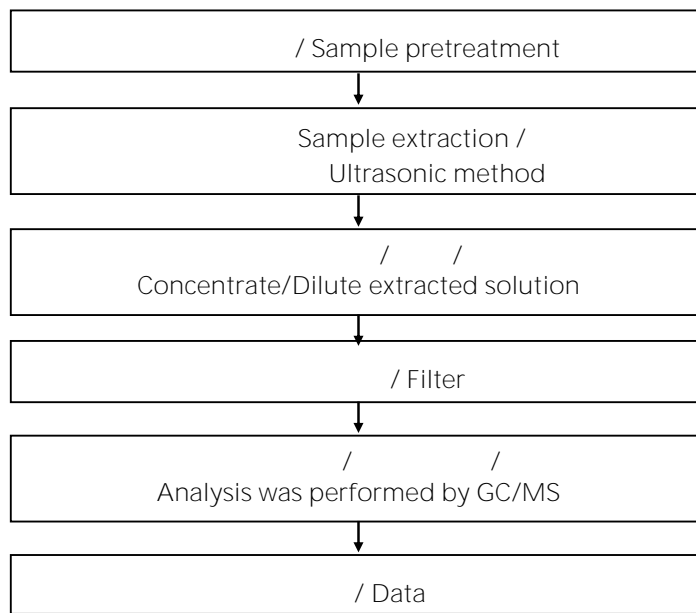 / Sample pretreatment
Sample extraction /
Ultrasonic method
/ /
Concentrate/Dilute extracted solution
/ Filter
/ /
Analysis was performed by GC/MS
/ Data